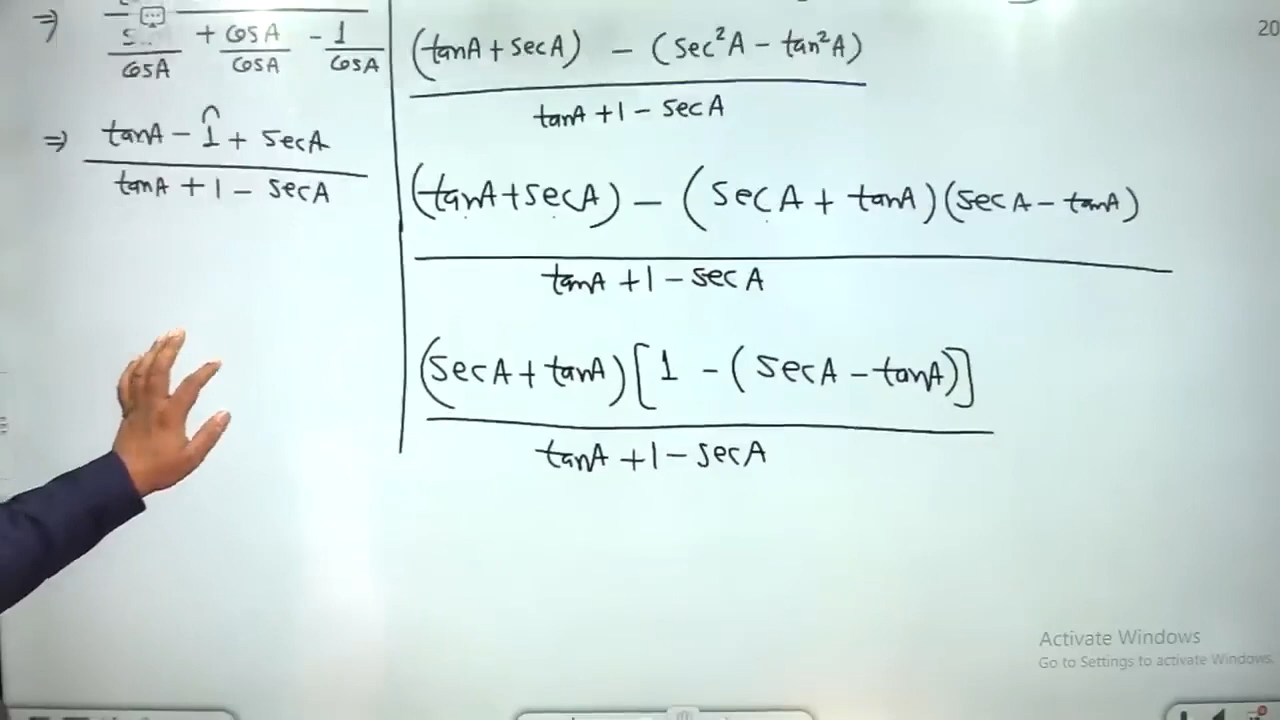 ⇒ s + cosA - 1
cosA cosA cosA
⇒ tanA - 1 + secA
tanA + 1 - secA
(tanA + secA) - (sec²A - tan²A)
tanA + 1 - secA
(tanA + secA) - (secA + tanA)(secA - tanA)
tanA + 1 - secA
(secA + tanA)[1 - (secA - tanA)]
tanA + 1 - secA
20
Activate Windows
Go to Settings to activate Windows.